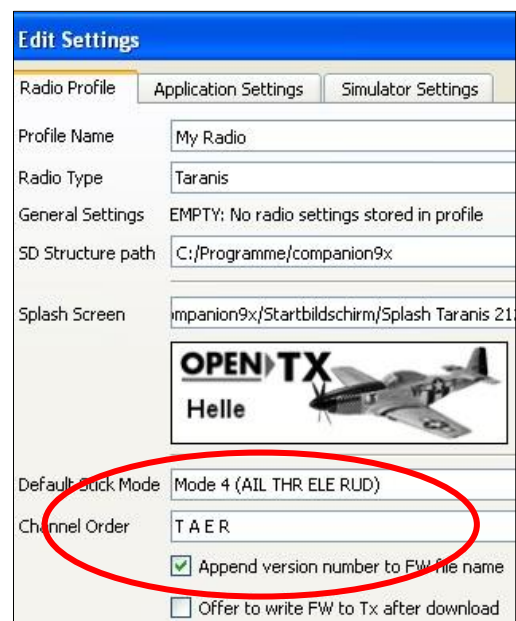 Edit Settings
Radio Profile Application Settings Simulator Settings
Profile Name My Radio
Radio Type Taranis
General Settings EMPTY: No radio settings stored in profile
SD Structure path C:/Programme/companion9x
Splash Screen ompanion9x/Startbildschirm/Splash Taranis 21
OPEN TX
Helle
Default Stick Mode Mode 4 (AIL THR ELE RUD)
Channel Order T A E R
Append version number to FW file name
Offer to write FW to Tx after download